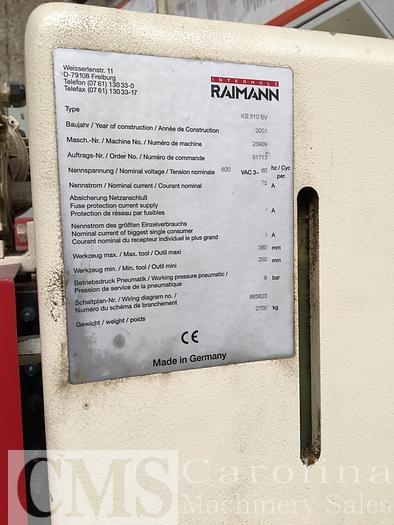 Weisserlenstr. 11
D-79108 Freiburg
Telefon (07 61) 130 33-0
Telefax (07 61) 130 33-17
INTERHOLZ
RAIMANN
Type KS 310 6V
Baujahr / Year of construction / Année de Construction 2001
Masch.-Nr. / Machine No. / Numéro de machine 26909
Auftrags-Nr. / Order No. / Numéro de commande 51713
Nennspannung / Nominal voltage / Tension nominale 600 VAC 3~ 60 hz / Cyc per.
Nennstrom / Nominal current / Courant nominal 75 A
Absicherung Netzanschluß
Fuse protection current supply
Protection de réseau par fusibles / A
Nennstrom des größten Einzelverbrauchs
Nominal current of biggest single consumer
Courant nominal du recepteur individuel le plus grand / A
Werkzeug max. / Max. tool / Outil maxi 380 mm
Werkzeug min. / Min. tool / Outil mini 250 mm
Betriebsdruck Pneumatik / Working pressure pneumatic /
Pression de service de la pneumatique 6 bar
Schaltplan-Nr. / Wiring diagram no. /
Numéro du schéma de branchement 883623
Gewicht / weight / poids 2700 kg
CE
Made in Germany
CMS Carolina
Machinery Sales